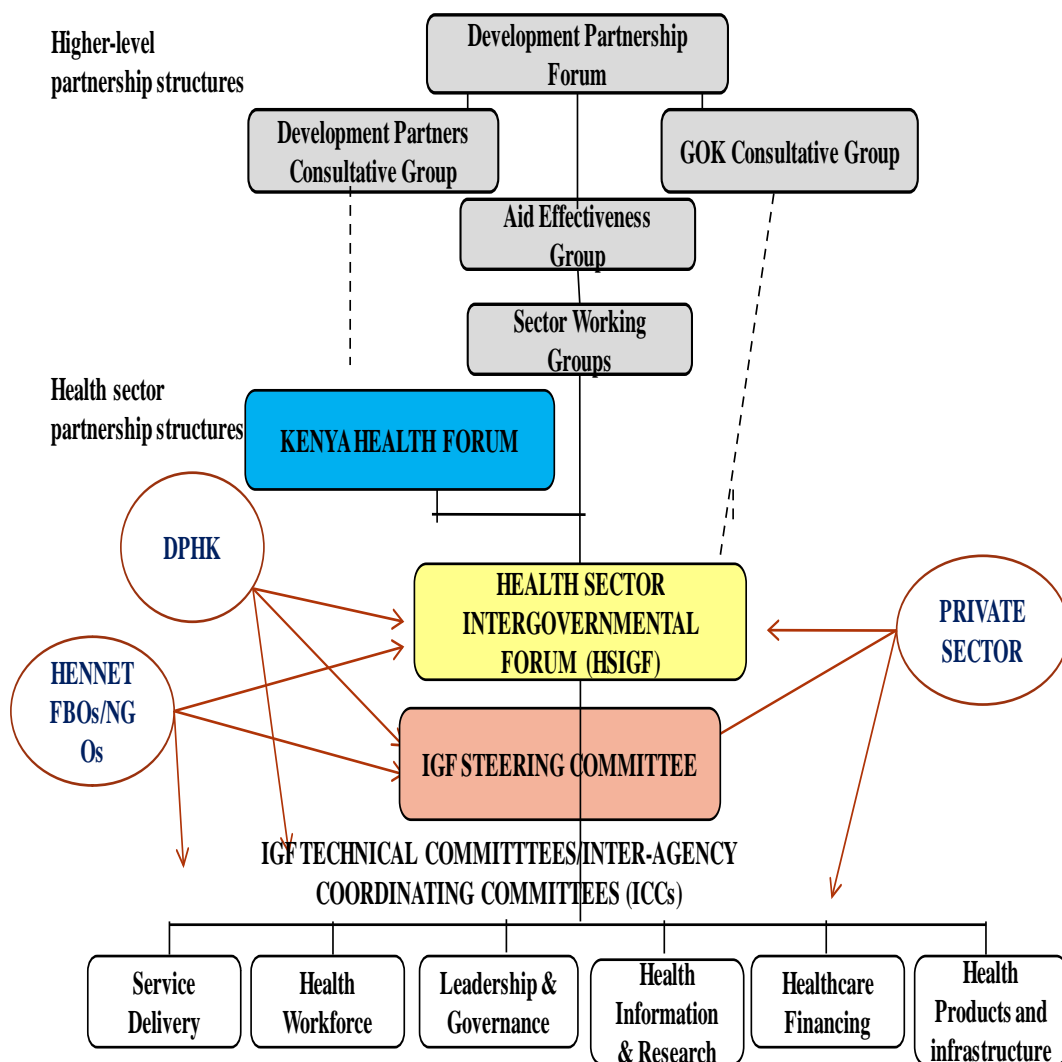 Higher-level
partnership structures
Development Partnership
Forum
Development Partners
Consultative Group
GOK Consultative Group
Aid Effectiveness
Group
Sector Working
Groups
Health sector
partnership structures
KENYA HEALTH FORUM
DPHK
HEALTH SECTOR
INTERGOVERNMENTAL
FORUM (HSIGF)
PRIVATE
SECTOR
HENNET
FBOs/NG
Os
IGF STEERING COMMITTEE
IGF TECHNICAL COMMITTTEES/INTER-AGENCY
COORDINATING COMMITTEES (ICCs)
Service
Delivery
Health
Workforce
Leadership &
Governance
Health
Information
& Research
Healthcare
Financing
Health
Products and
infrastructure